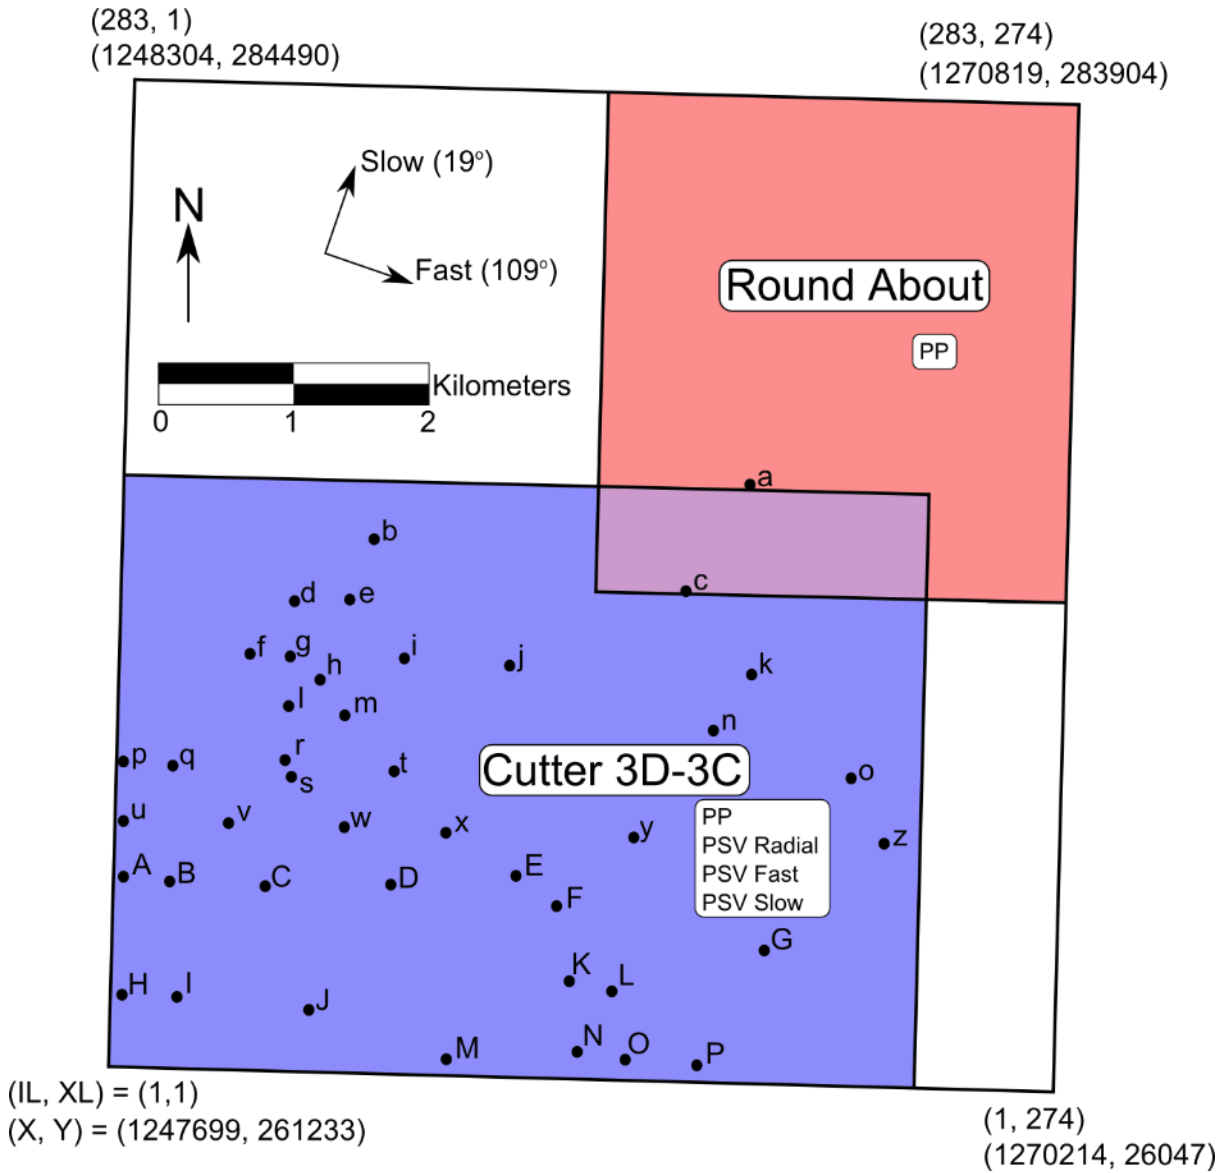 (283, 1)
(1248304, 284490)
(283, 274)
(1270819, 283904)
Slow (19°)
N
Fast (109°)
Round About
PP
Kilometers
0 1 2
a
b
c
d
e
f
g
h
i
j
k
l
m
n
Cutter 3D-3C
p
q
r
s
t
o
PP
PSV Radial
PSV Fast
PSV Slow
u
v
w
x
y
z
A
B
C
D
E
F
G
H
I
J
K
L
M
N
O
P
(IL, XL) = (1,1)
(X, Y) = (1247699, 261233)
(1, 274)
(1270214, 26047)